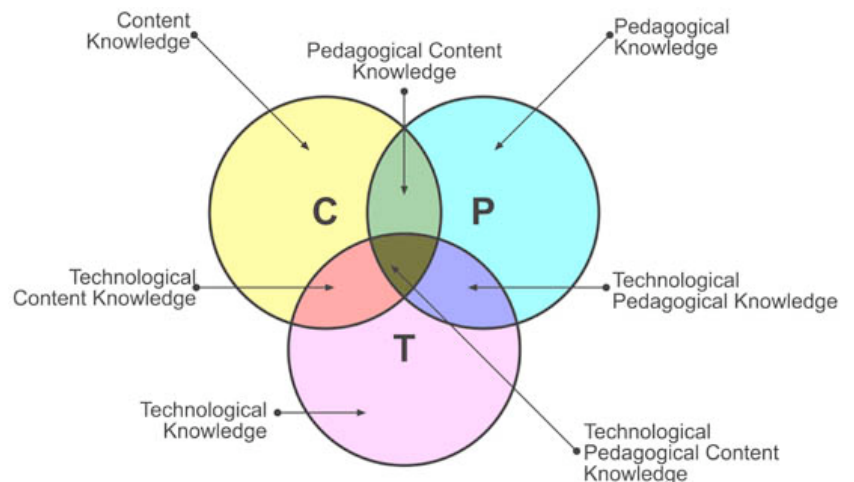 Content
Knowledge
Pedagogical Content
Knowledge
Pedagogical
Knowledge
C
P
Technological
Content Knowledge
Technological
Pedagogical Knowledge
T
Technological
Knowledge
Technological
Pedagogical Content
Knowledge